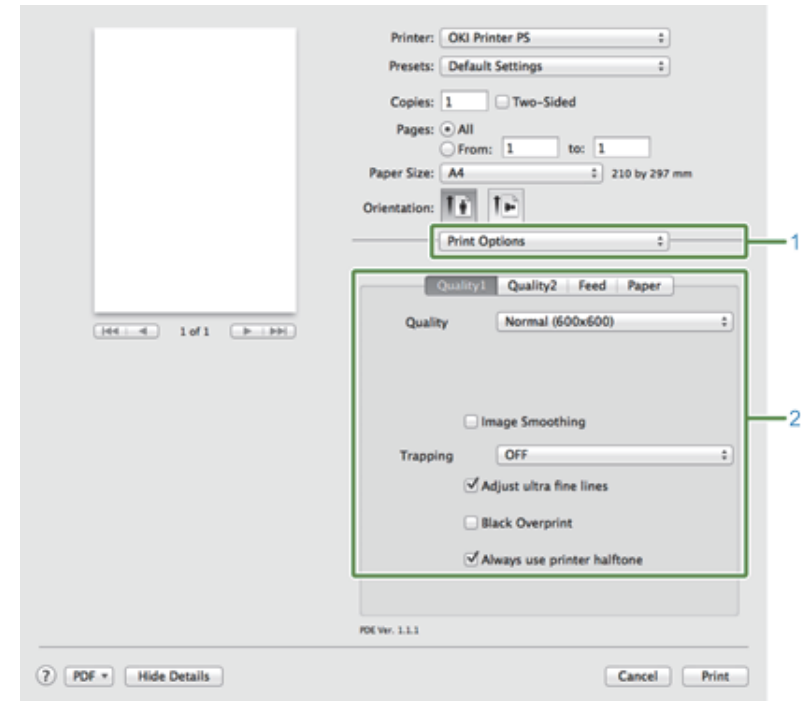 Printer: OKI Printer PS
Presets: Default Settings
Copies: 1 Two-Sided
Pages: All
From: 1 to: 1
Paper Size: A4 210 by 297 mm
Orientation:
Print Options 1
Quality1 Quality2 Feed Paper
Quality Normal (600x600)
1 of 1
Image Smoothing 2
Trapping OFF
Adjust ultra fine lines
Black Overprint
Always use printer halftone
PDE Ver. 1.1.1
? PDF Hide Details Cancel Print